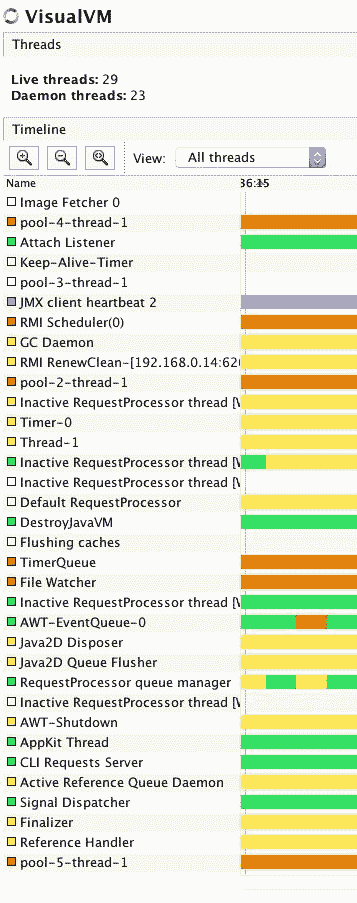 VisualVM
Threads
Live threads: 29
Daemon threads: 23
Timeline
View: All threads
Name
Image Fetcher 0
pool-4-thread-1
Attach Listener
Keep-Alive-Timer
pool-3-thread-1
JMX client heartbeat 2
RMI Scheduler(0)
GC Daemon
RMI RenewClean-[192.168.0.14:62
pool-2-thread-1
Inactive RequestProcessor thread [W
Timer-0
Thread-1
Inactive RequestProcessor thread [W
Inactive RequestProcessor thread [W
Default RequestProcessor
DestroyJavaVM
Flushing caches
TimerQueue
File Watcher
Inactive RequestProcessor thread [W
AWT-EventQueue-0
Java2D Disposer
Java2D Queue Flusher
RequestProcessor queue manager
Inactive RequestProcessor thread [W
AWT-Shutdown
AppKit Thread
CLI Requests Server
Active Reference Queue Daemon
Signal Dispatcher
Finalizer
Reference Handler
pool-5-thread-1